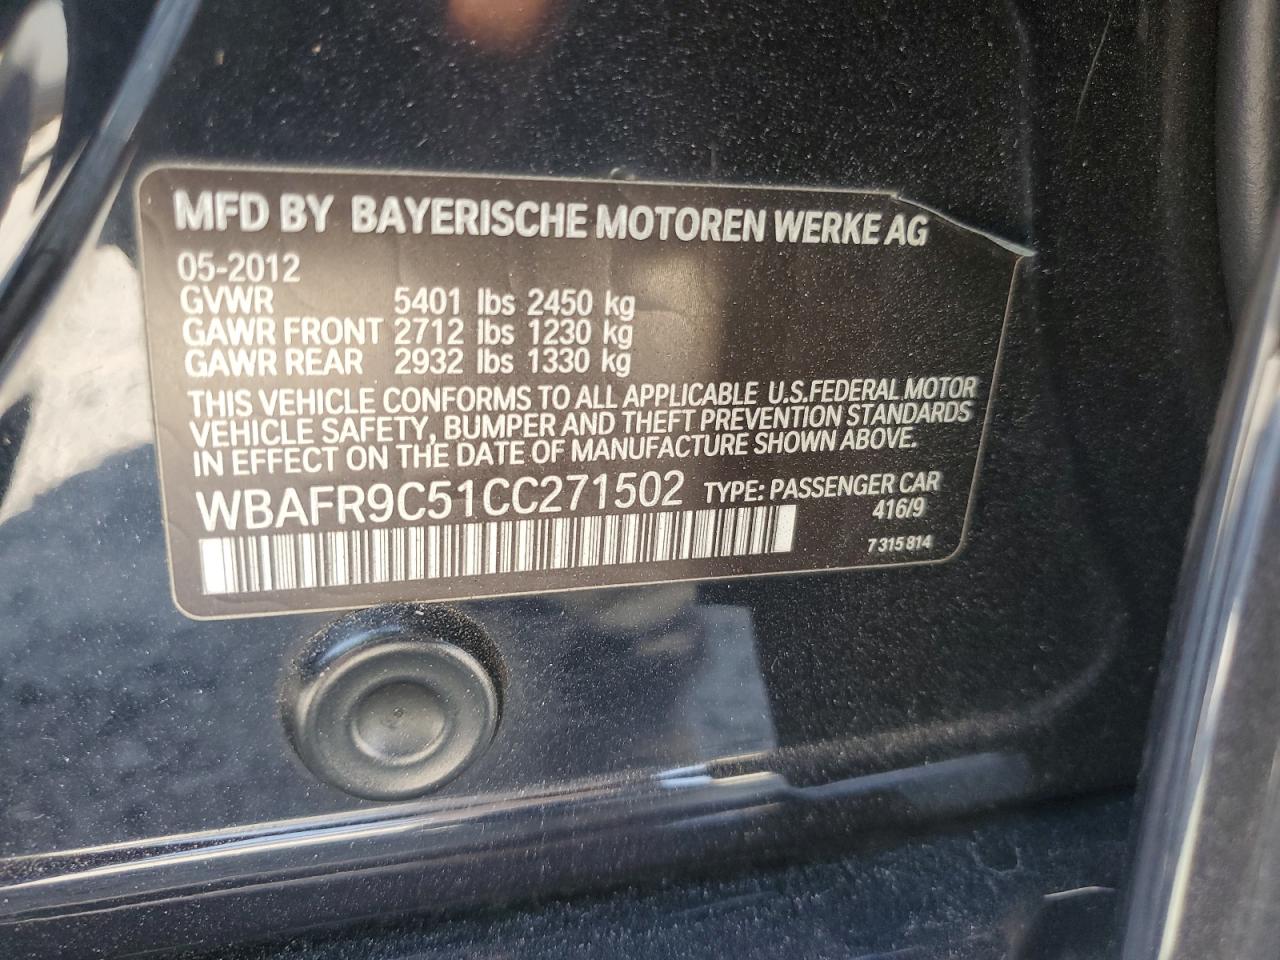 MFD BY BAYERISCHE MOTOREN WERKE AG
05-2012
GVWR 5401 lbs 2450 kg
GAWR FRONT 2712 lbs 1230 kg
GAWR REAR 2932 lbs 1330 kg
THIS VEHICLE CONFORMS TO ALL APPLICABLE U.S.FEDERAL MOTOR
VEHICLE SAFETY, BUMPER AND THEFT PREVENTION STANDARDS
IN EFFECT ON THE DATE OF MANUFACTURE SHOWN ABOVE.
WBAFR9C51CC271502 TYPE: PASSENGER CAR
416/9
7 315 814